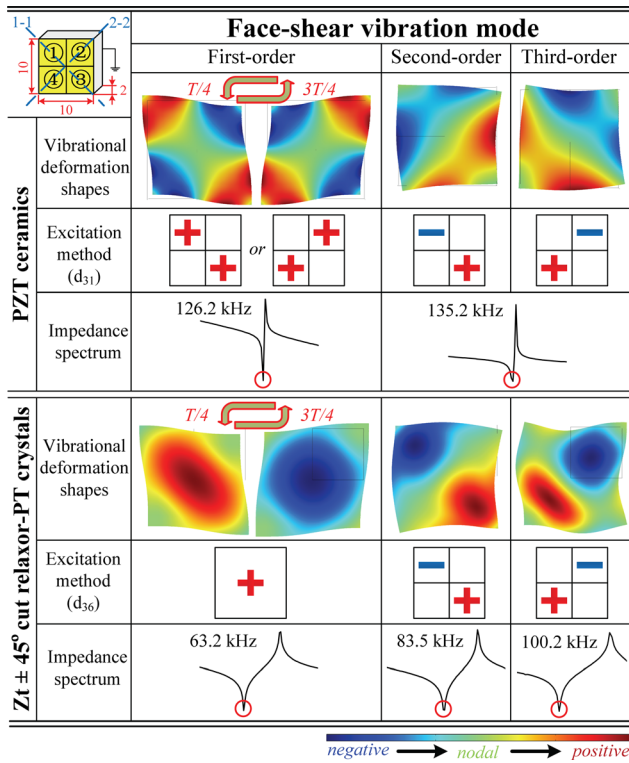 1-1
2-2
① ②
④ ③
10
10
2
Face-shear vibration mode
First-order
Second-order
Third-order
PZT ceramics
Vibrational
deformation
shapes
T/4
3T/4
Excitation
method
(d31)
+
+
or
+
+
−
+
−
+
Impedance
spectrum
126.2 kHz
135.2 kHz
Zt ± 45° cut relaxor-PT crystals
Vibrational
deformation
shapes
T/4
3T/4
Excitation
method
(d36)
+
−
+
−
+
Impedance
spectrum
63.2 kHz
83.5 kHz
100.2 kHz
negative
nodal
positive